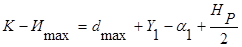 К − И_max = d_max + Y_1 − α_1 + H_P / 2